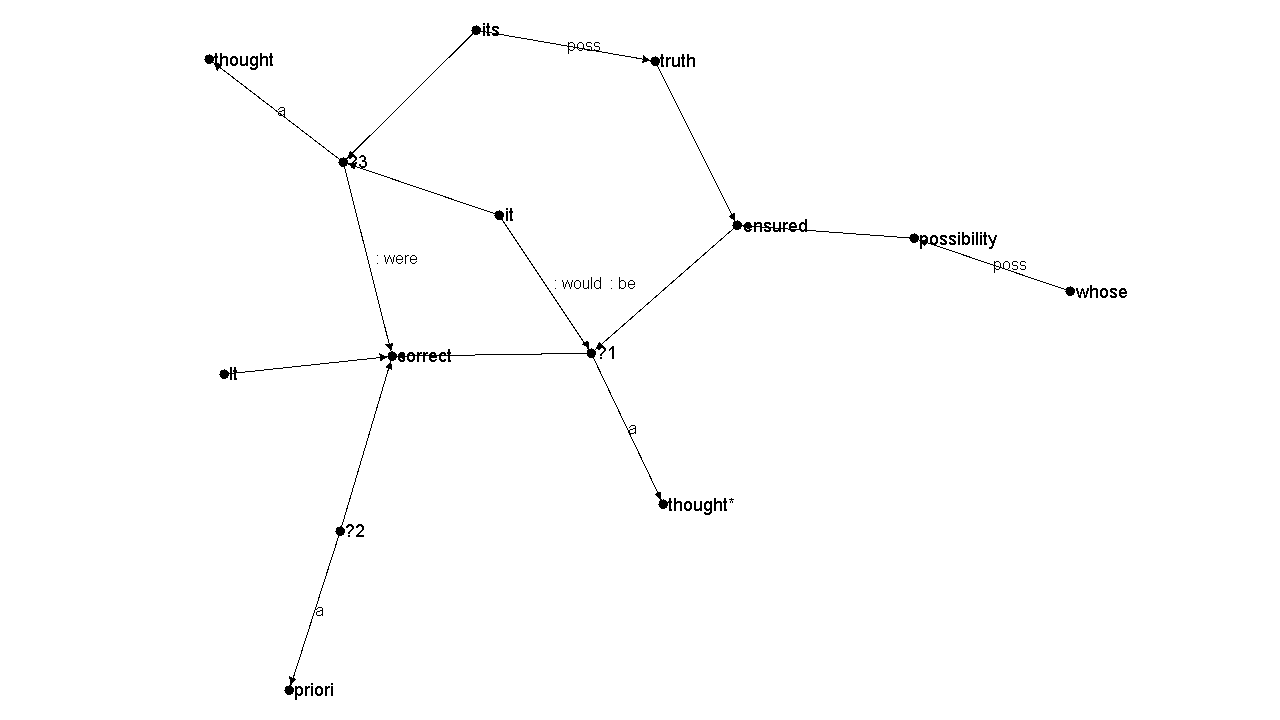 its
poss
thought
truth
a
?3
it
ensured
possibility
: were
poss
: would : be
whose
?1
correct
It
a
thought*
?2
a
priori